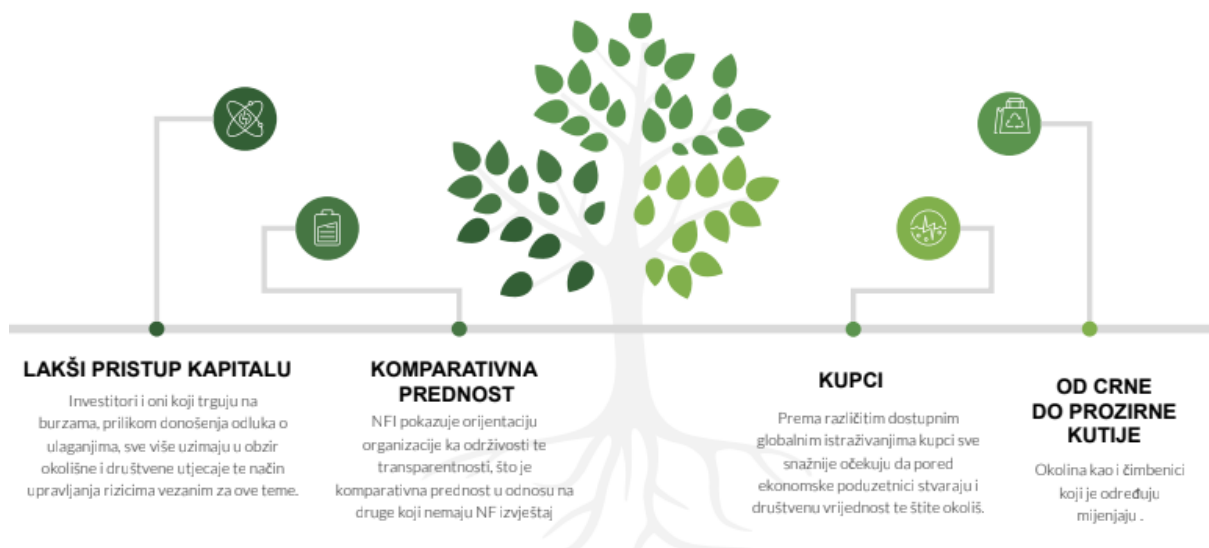 LAKŠI PRISTUP KAPITALU
Investitori i oni koji trguju na
burzama, prilikom donošenja odluka o
ulaganjima, sve više uzimaju u obzir
okolišne i društvene utjecaje te način
upravljanja rizicima vezanim za ove teme.
KOMPARATIVNA
PREDNOST
NFI pokazuje orijentaciju
organizacije ka održivosti te
transparentnosti, što je
komparativna prednost u odnosu na
druge koji nemaju NF izvještaj
KUPCI
Prema različitim dostupnim
globalnim istraživanjima kupci sve
snažnije očekuju da pored
ekonomske poduzetnici stvaraju i
društvenu vrijednost te štite okoliš.
OD CRNE
DO PROZIRNE
KUTIJE
Okolina kao i čimbenici
koji je određuju
mijenjaju .